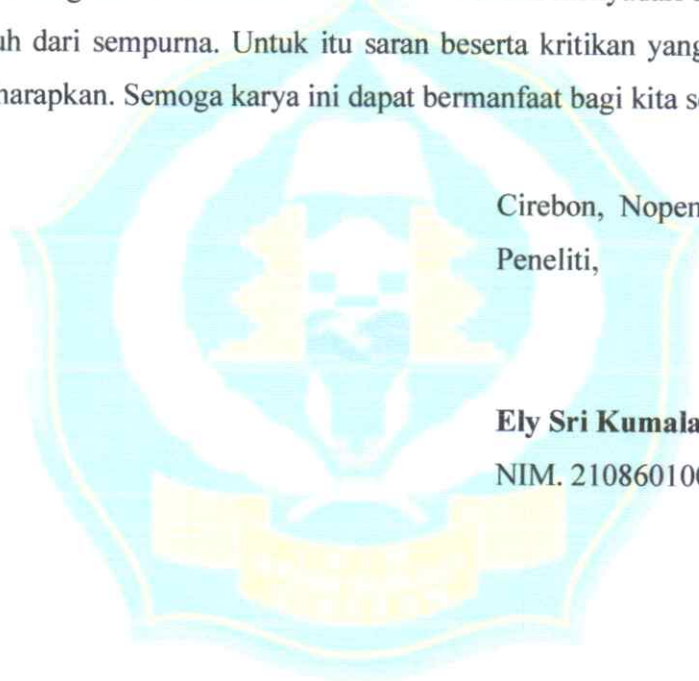 uh dari sempurna. Untuk itu saran beserta kritikan yang
harapkan. Semoga karya ini dapat bermanfaat bagi kita s
Cirebon, Nopen
Peneliti,
Ely Sri Kumala
NIM. 210860100